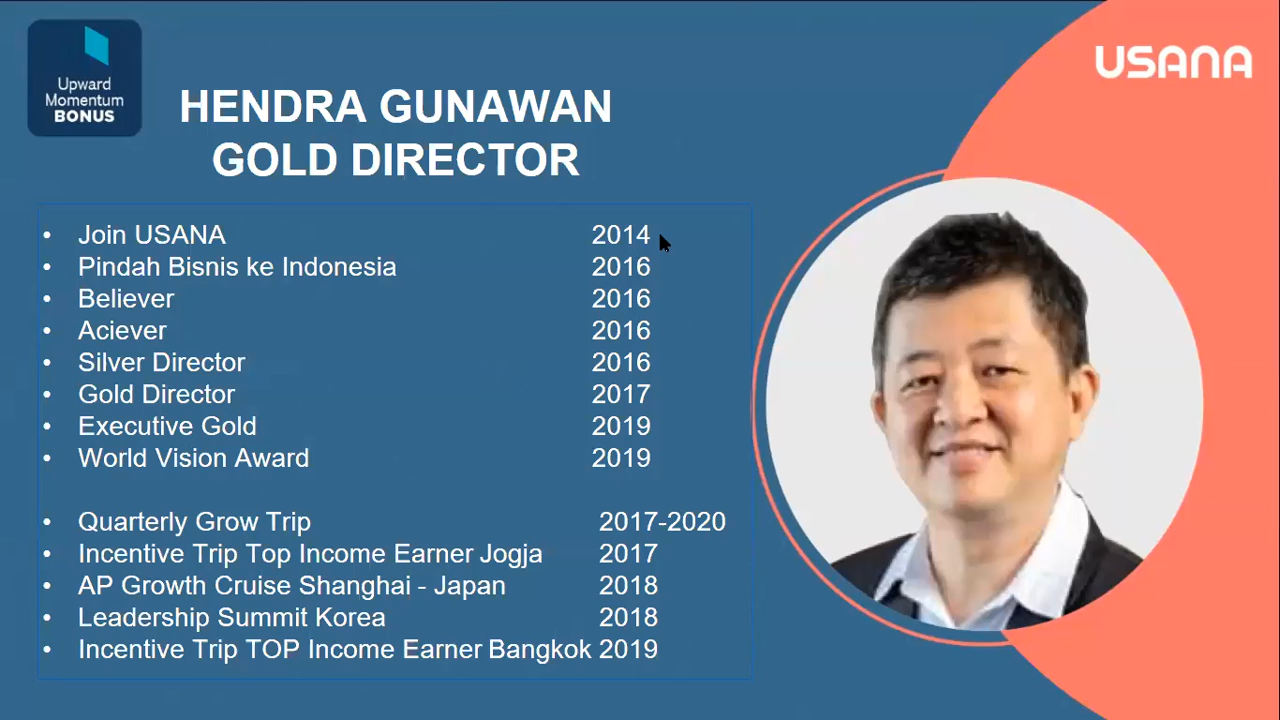 Upward
Momentum
BONUS
USANA
HENDRA GUNAWAN
GOLD DIRECTOR
• Join USANA 2014
• Pindah Bisnis ke Indonesia 2016
• Believer 2016
• Aciever 2016
• Silver Director 2016
• Gold Director 2017
• Executive Gold 2019
• World Vision Award 2019
• Quarterly Grow Trip 2017-2020
• Incentive Trip Top Income Earner Jogja 2017
• AP Growth Cruise Shanghai - Japan 2018
• Leadership Summit Korea 2018
• Incentive Trip TOP Income Earner Bangkok 2019